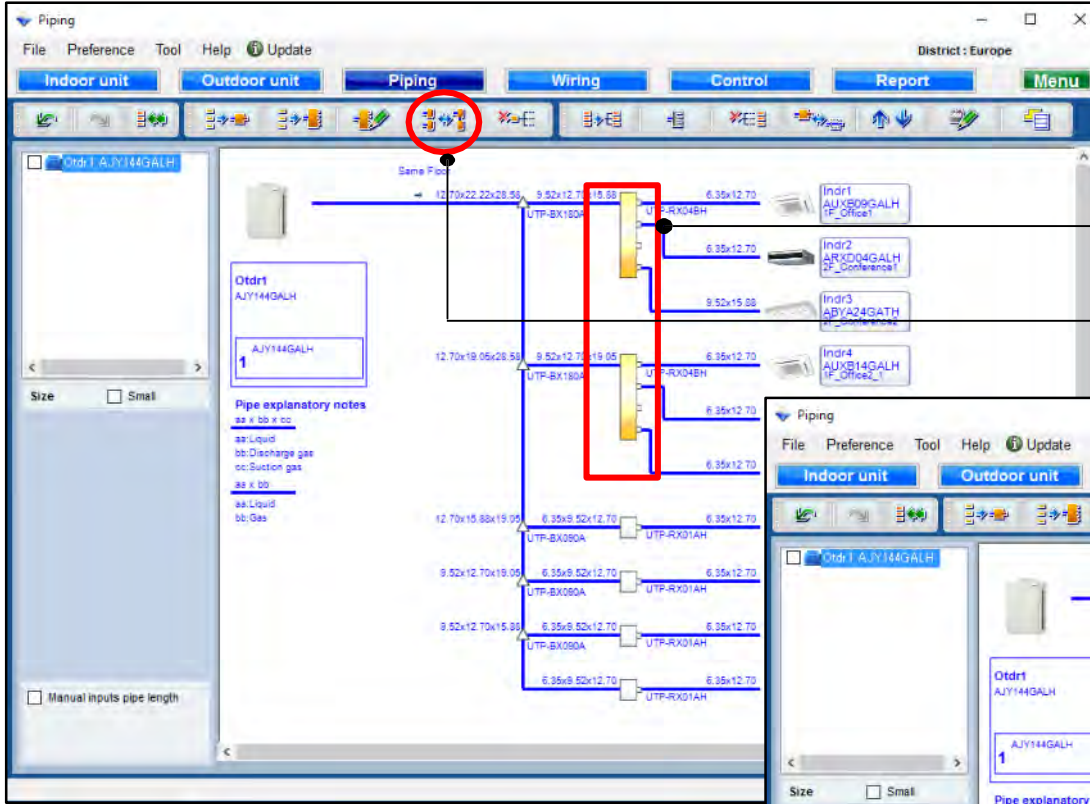 Piping
File Preference Tool Help Update
District : Europe
Indoor unit Outdoor unit Piping Wiring Control Report Menu
Otdr1 AJY144GALH
Size Small
Manual inputs pipe length
Same Floor
12.70x22.22x28.58 9.52x12.70x15.88 6.35x12.70
UTP-BX180A UTP-RX04BH
Indr1
AUXB09GALH
1F_Office1
6.35x12.70
Indr2
ARXD04GALH
2F_Conference1
9.52x15.88
Indr3
ABYA24GATH
2F_Conference2
Otdr1
AJY144GALH
AJY144GALH
1
12.70x19.05x28.58 9.52x12.70x19.05 6.35x12.70
UTP-BX180A UTP-RX04BH
Indr4
AUXB14GALH
1F_Office2_1
6.35x12.70
6.35x12.70
Pipe explanatory notes
aa x bb x cc
aa:Liquid
bb:Discharge gas
cc:Suction gas
aa x bb
aa:Liquid
bb:Gas
12.70x15.88x19.05 6.35x9.52x12.70 6.35x12.70
UTP-BX090A UTP-RX01AH
9.52x12.70x19.05 6.35x9.52x12.70 6.35x12.70
UTP-BX090A UTP-RX01AH
9.52x12.70x15.88 6.35x9.52x12.70 6.35x12.70
UTP-BX090A UTP-RX01AH
6.35x9.52x12.70 6.35x12.70
UTP-RX01AH
Piping
File Preference Tool Help Update
Indoor unit Outdoor unit
Otdr1 AJY144GALH
Otdr1
AJY144GALH
AJY144GALH
1
Size Small
Pipe explanatory